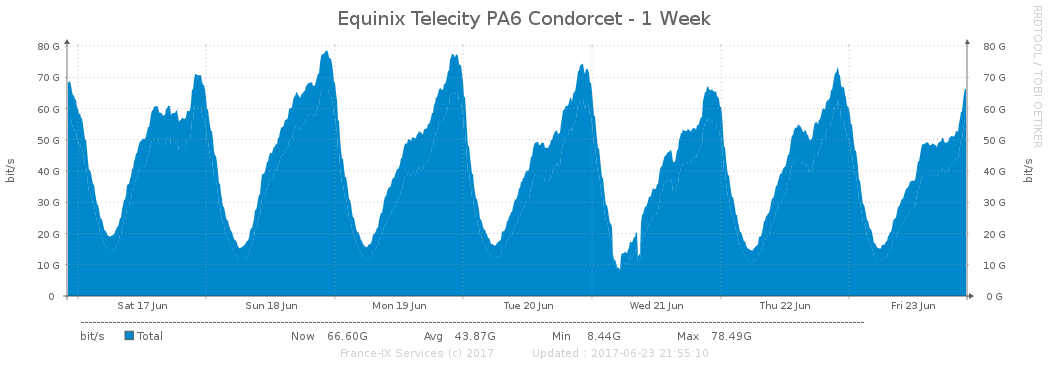 Equinix Telecity PA6 Condorcet - 1 Week
RRDTOOL / TOBI OETIKER
80 G 80 G
70 G 70 G
60 G 60 G
50 G 50 G
40 G 40 G
30 G 30 G
20 G 20 G
10 G 10 G
0 0 G
bit/s
bit/s
Sat 17 Jun Sun 18 Jun Mon 19 Jun Tue 20 Jun Wed 21 Jun Thu 22 Jun Fri 23 Jun
bit/s Total Now 66.60G Avg 43.87G Min 8.44G Max 78.49G
France-IX Services (c) 2017 Updated : 2017-06-23 21:55:10